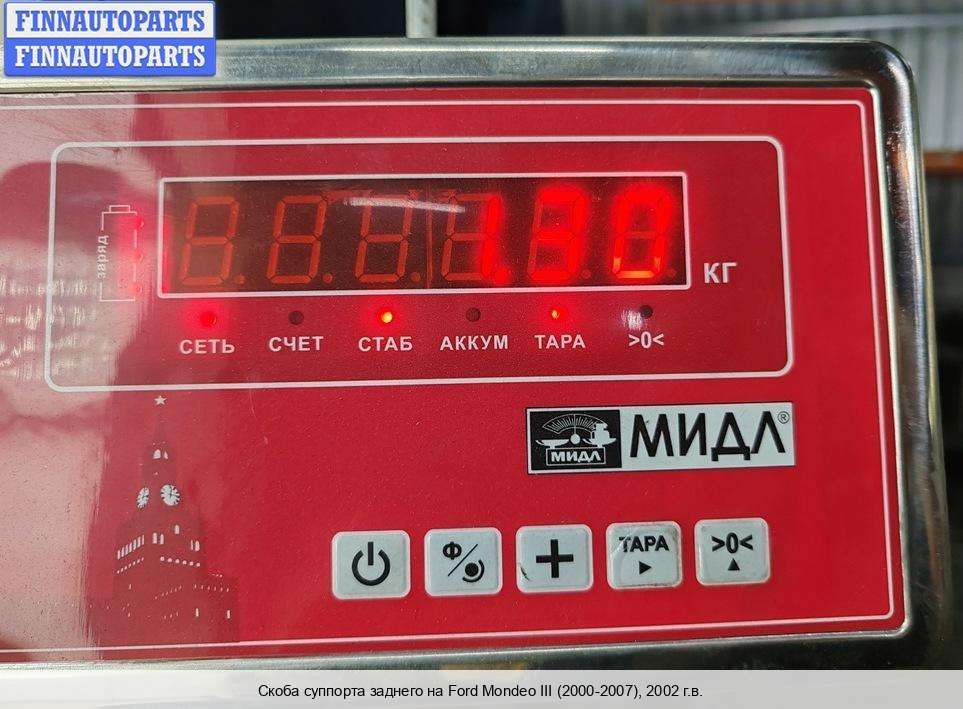 FINNAUTOPARTS
FINNAUTOPARTS
заряд
1.30
КГ
СЕТЬ СЧЕТ СТАБ АККУМ ТАРА >0<
МИДЛ МИДЛ®
Ф
ТАРА >0<
Скоба суппорта заднего на Ford Mondeo III (2000-2007), 2002 г.в.